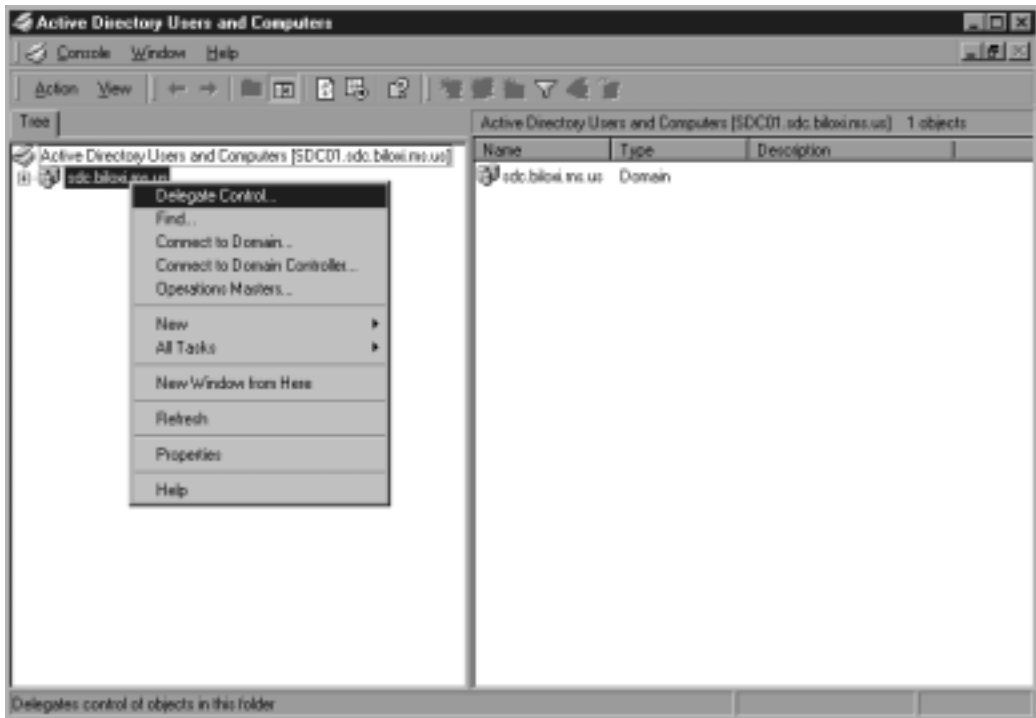 Active Directory Users and Computers
Console Window Help
Action View
Tree
Active Directory Users and Computers [SDC01.sdc.biloxi.ms.us] 1 objects
Active Directory Users and Computers [SDC01.sdc.biloxi.ms.us]
sdc.biloxi.ms.us
Name Type Description
sdc.biloxi.ms.us Domain
Delegate Control...
Find...
Connect to Domain...
Connect to Domain Controller...
Operations Masters...
New
All Tasks
New Window from Here
Refresh
Properties
Help
Delegates control of objects in this folder